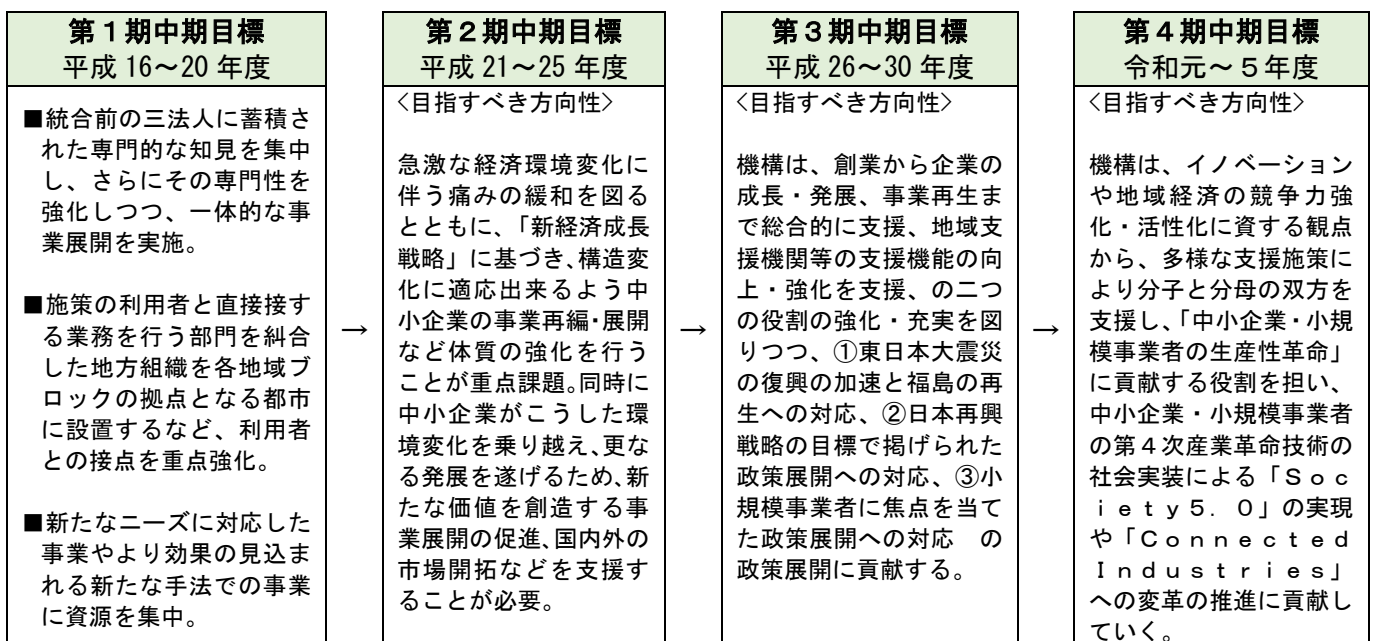 第１期中期目標
平成 16～20 年度
■統合前の三法人に蓄積さ
れた専門的な知見を集中
し、さらにその専門性を
強化しつつ、一体的な事
業展開を実施。
■施策の利用者と直接接す
る業務を行う部門を糾合
した地方組織を各地域ブ
ロックの拠点となる都市
に設置するなど、利用者
との接点を重点強化。
■新たなニーズに対応した
事業やより効果の見込ま
れる新たな手法での事業
に資源を集中。
→
第２期中期目標
平成 21～25 年度
〈目指すべき方向性〉
急激な経済環境変化に
伴う痛みの緩和を図る
とともに、「新経済成長
戦略」に基づき、構造変
化に適応出来るよう中
小企業の事業再編・展開
など体質の強化を行う
ことが重点課題。同時に
中小企業がこうした環
境変化を乗り越え、更な
る発展を遂げるため、新
たな価値を創造する事
業展開の促進、国内外の
市場開拓などを支援す
ることが必要。
→
第３期中期目標
平成 26～30 年度
〈目指すべき方向性〉
機構は、創業から企業の
成長・発展、事業再生ま
で総合的に支援、地域支
援機関等の支援機能の向
上・強化を支援、の二つ
の役割の強化・充実を図
りつつ、①東日本大震災
の復興の加速と福島の再
生への対応、②日本再興
戦略の目標で掲げられた
政策展開への対応、③小
規模事業者に焦点を当て
た政策展開への対応　の
政策展開に貢献する。
→
第４期中期目標
令和元～５年度
〈目指すべき方向性〉
機構は、イノベーション
や地域経済の競争力強
化・活性化に資する観点
から、多様な支援施策に
より分子と分母の双方を
支援し、「中小企業・小規
模事業者の生産性革命」
に貢献する役割を担い、
中小企業・小規模事業者
の第４次産業革命技術の
社会実装による「Ｓｏｃ
ｉｅｔｙ５．０」の実現
や「Ｃｏｎｎｅｃｔｅｄ
Ｉｎｄｕｓｔｒｉｅｓ」
への変革の推進に貢献し
ていく。